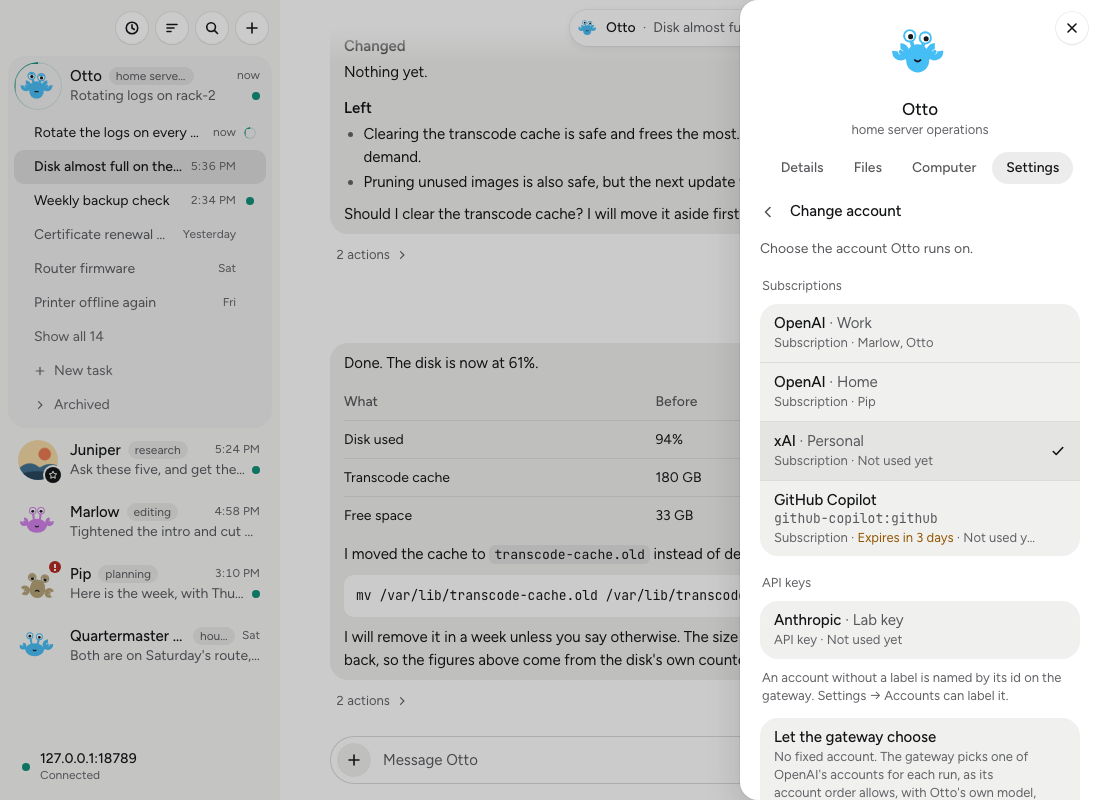 Otto
home serve...
now
Rotating logs on rack-2
Rotate the logs on every ...
now
Disk almost full on the...
5:36 PM
Weekly backup check
2:34 PM
Certificate renewal ...
Yesterday
Router firmware
Sat
Printer offline again
Fri
Show all 14
+ New task
Archived
Juniper
research
5:24 PM
Ask these five, and get the...
Marlow
editing
4:58 PM
Tightened the intro and cut ...
Pip
planning
3:10 PM
Here is the week, with Thu...
Quartermaster ...
hou...
Sat
Both are on Saturday's route,...
127.0.0.1:18789
Connected
Otto · Disk almost fu
Changed
Nothing yet.
Left
• Clearing the transcode cache is safe and frees the most.
demand.
• Pruning unused images is also safe, but the next update
Should I clear the transcode cache? I will move it aside first
2 actions
Done. The disk is now at 61%.
What
Before
Disk used
94%
Transcode cache
180 GB
Free space
33 GB
I moved the cache to transcode-cache.old instead of de
mv /var/lib/transcode-cache.old /var/lib/transcode
I will remove it in a week unless you say otherwise. The size
back, so the figures above come from the disk's own counte
2 actions
Message Otto
Otto
home server operations
Details
Files
Computer
Settings
Change account
Choose the account Otto runs on.
Subscriptions
OpenAI · Work
Subscription · Marlow, Otto
OpenAI · Home
Subscription · Pip
xAI · Personal
Subscription · Not used yet
GitHub Copilot
github-copilot:github
Subscription · Expires in 3 days · Not used y...
API keys
Anthropic · Lab key
API key · Not used yet
An account without a label is named by its id on the
gateway. Settings → Accounts can label it.
Let the gateway choose
No fixed account. The gateway picks one of
OpenAI's accounts for each run, as its
account order allows, with Otto's own model,